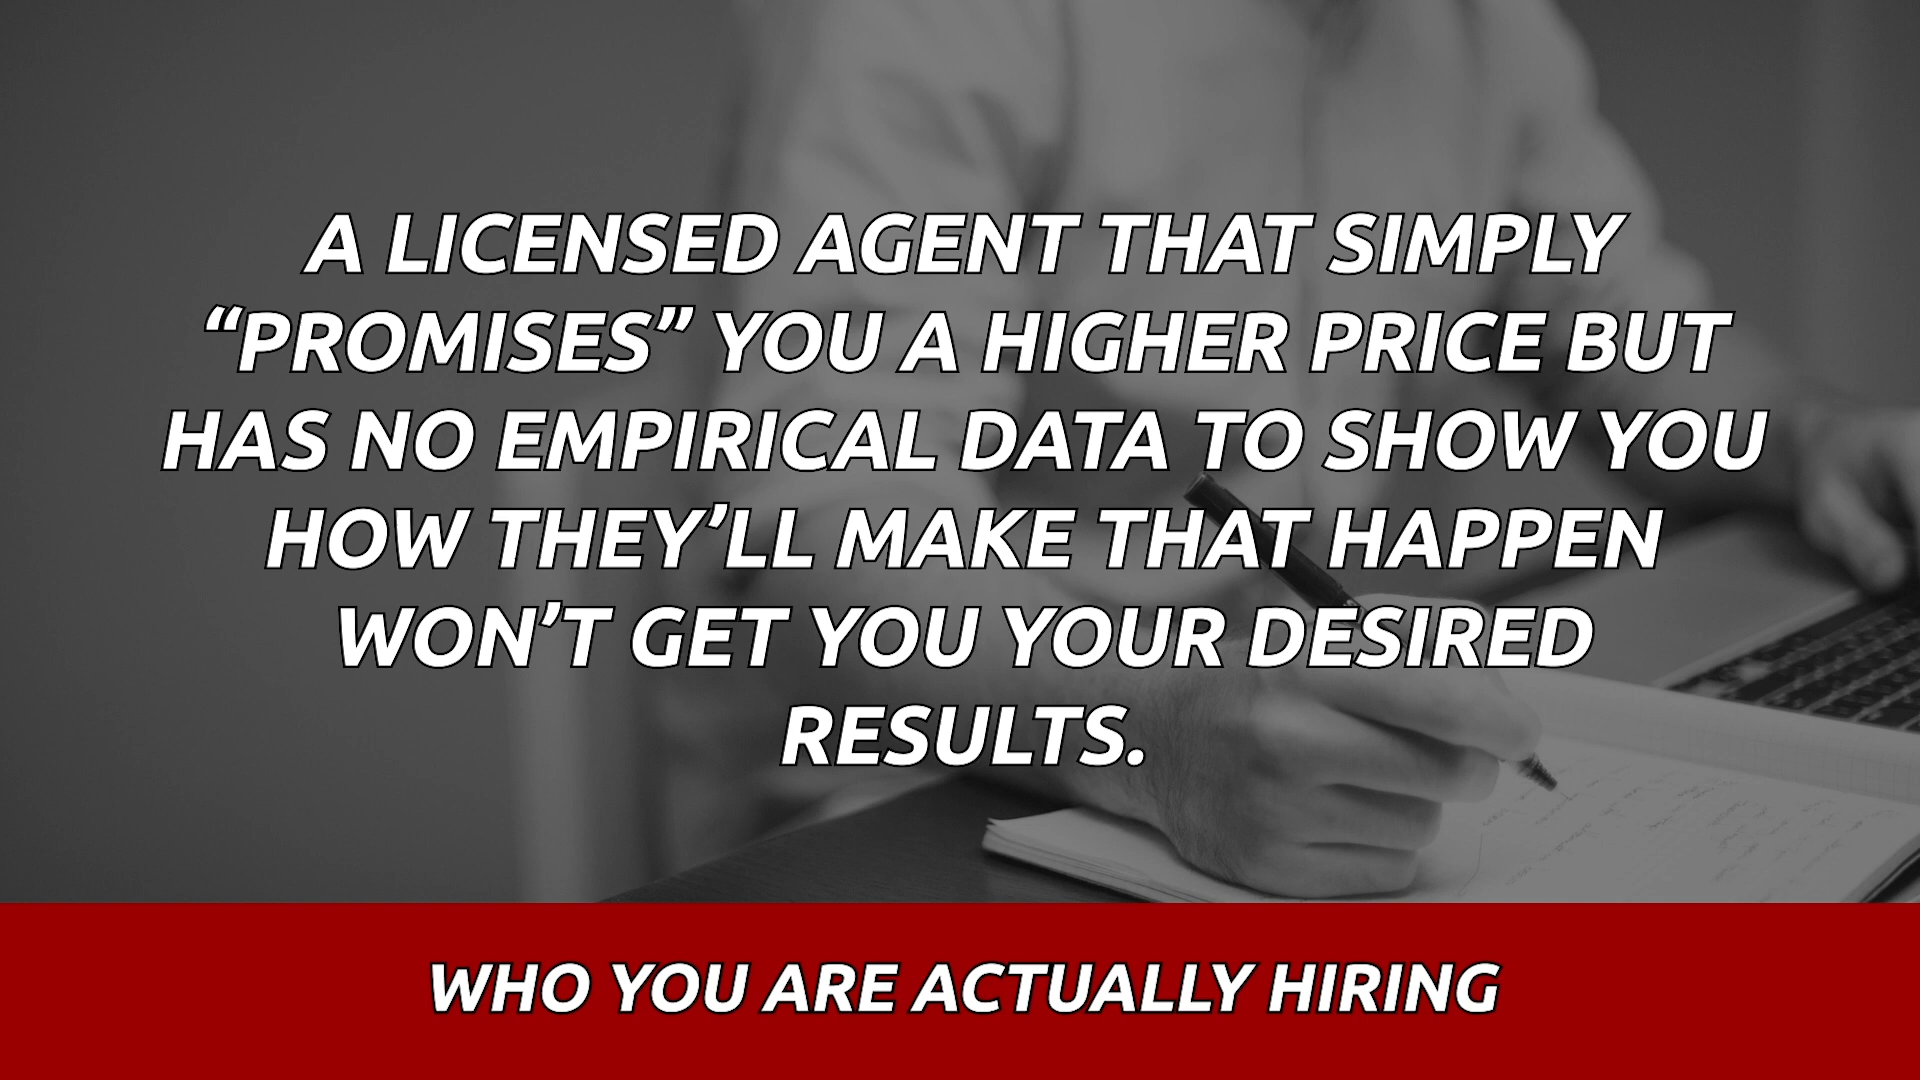 A LICENSED AGENT THAT SIMPLY
“PROMISES” YOU A HIGHER PRICE BUT
HAS NO EMPIRICAL DATA TO SHOW YOU
HOW THEY’LL MAKE THAT HAPPEN
WON’T GET YOU YOUR DESIRED
RESULTS.
WHO YOU ARE ACTUALLY HIRING